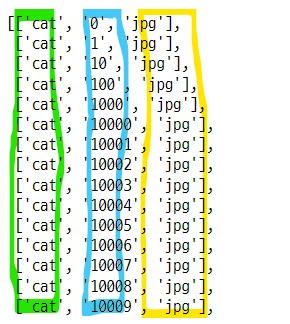 [['cat', '0', 'jpg'],
['cat', '1', 'jpg'],
['cat', '10', 'jpg'],
['cat', '100', 'jpg'],
['cat', '1000', 'jpg'],
['cat', '10000', 'jpg'],
['cat', '10001', 'jpg'],
['cat', '10002', 'jpg'],
['cat', '10003', 'jpg'],
['cat', '10004', 'jpg'],
['cat', '10005', 'jpg'],
['cat', '10006', 'jpg'],
['cat', '10007', 'jpg'],
['cat', '10008', 'jpg'],
['cat', '10009', 'jpg'],